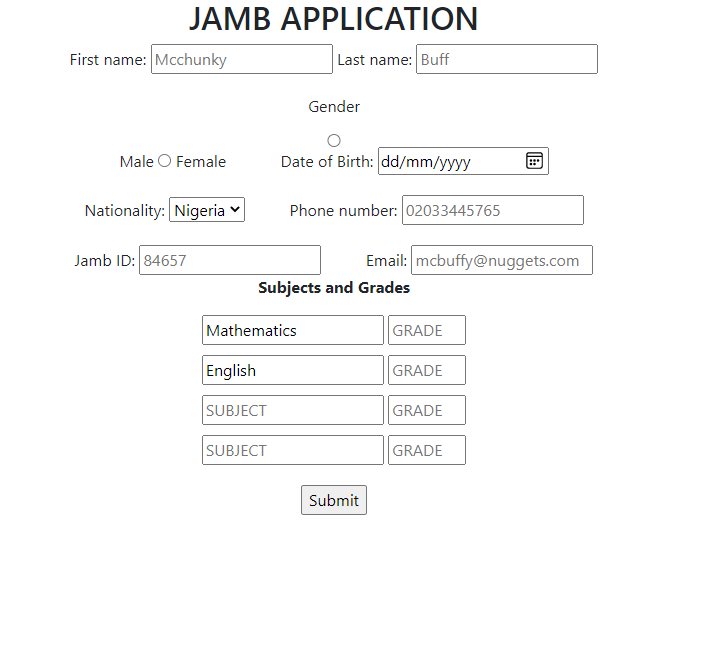 JAMB APPLICATION
First name: Mcchunky Last name: Buff
Gender
Male Female Date of Birth: dd/mm/yyyy
Nationality: Nigeria Phone number: 02033445765
Jamb ID: 84657 Email: mcbuffy@nuggets.com
Subjects and Grades
Mathematics GRADE
English GRADE
SUBJECT GRADE
SUBJECT GRADE
Submit